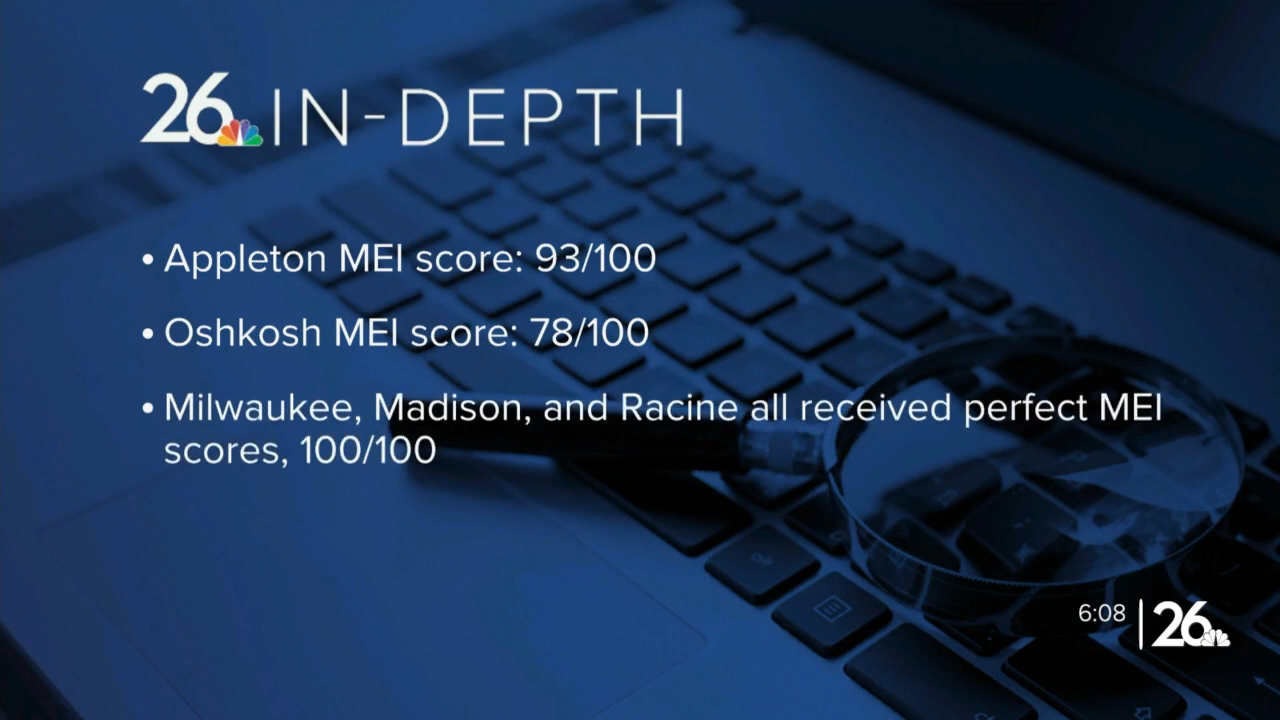 26 IN-DEPTH
• Appleton MEI score: 93/100
• Oshkosh MEI score: 78/100
• Milwaukee, Madison, and Racine all received perfect MEI
scores, 100/100
6:08 | 26